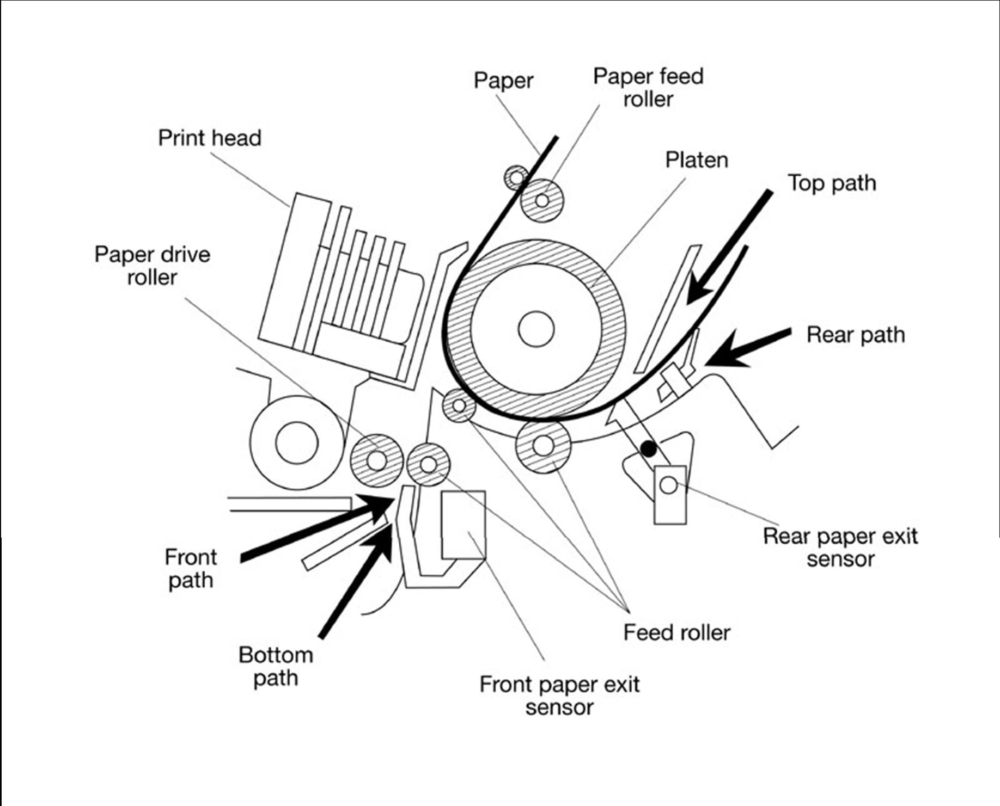 Paper
Paper feed
roller
Print head
Platen
Top path
Paper drive
roller
Rear path
Rear paper exit
sensor
Front
path
Feed roller
Bottom
path
Front paper exit
sensor